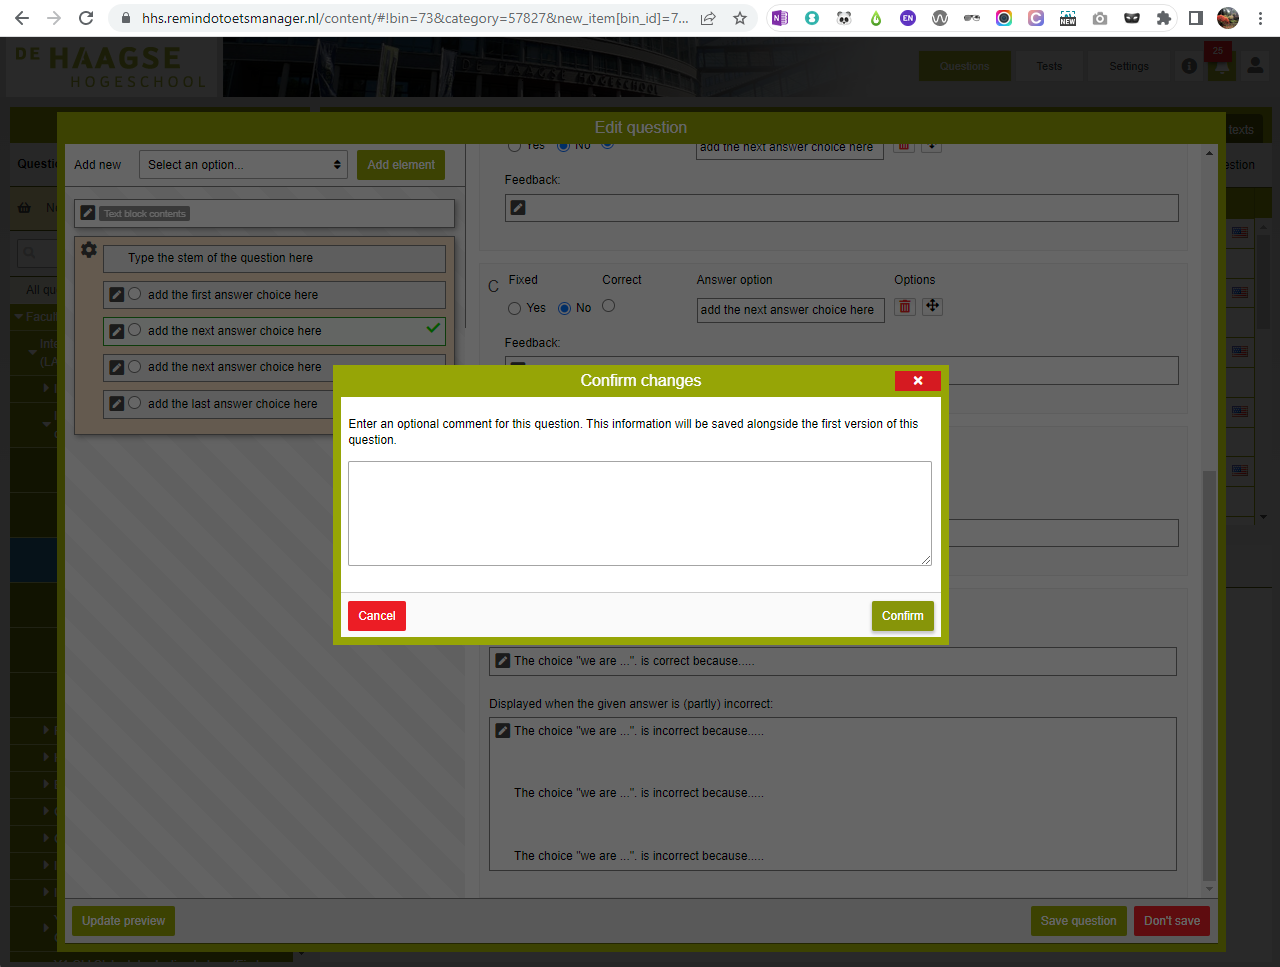 hhs.remindotoetsmanager.nl/content/#!bin=73&category=57827&new_item[bin_id]=7...
EN
NEW
DE HAAGSE
HOGESCHOOL
Questions
Tests
Settings
25
Edit question
texts
Add new
Select an option...
Add element
Yes
No
add the next answer choice here
Feedback:
Text block contents
Type the stem of the question here
add the first answer choice here
add the next answer choice here
add the next answer choice here
add the last answer choice here
C
Fixed
Correct
Answer option
Options
Yes
No
add the next answer choice here
Feedback:
Confirm changes
Enter an optional comment for this question. This information will be saved alongside the first version of this
question.
Cancel
Confirm
The choice "we are ...". is correct because.....
Displayed when the given answer is (partly) incorrect:
The choice "we are ...". is incorrect because.....
The choice "we are ...". is incorrect because.....
The choice "we are ...". is incorrect because.....
Update preview
Save question
Don't save